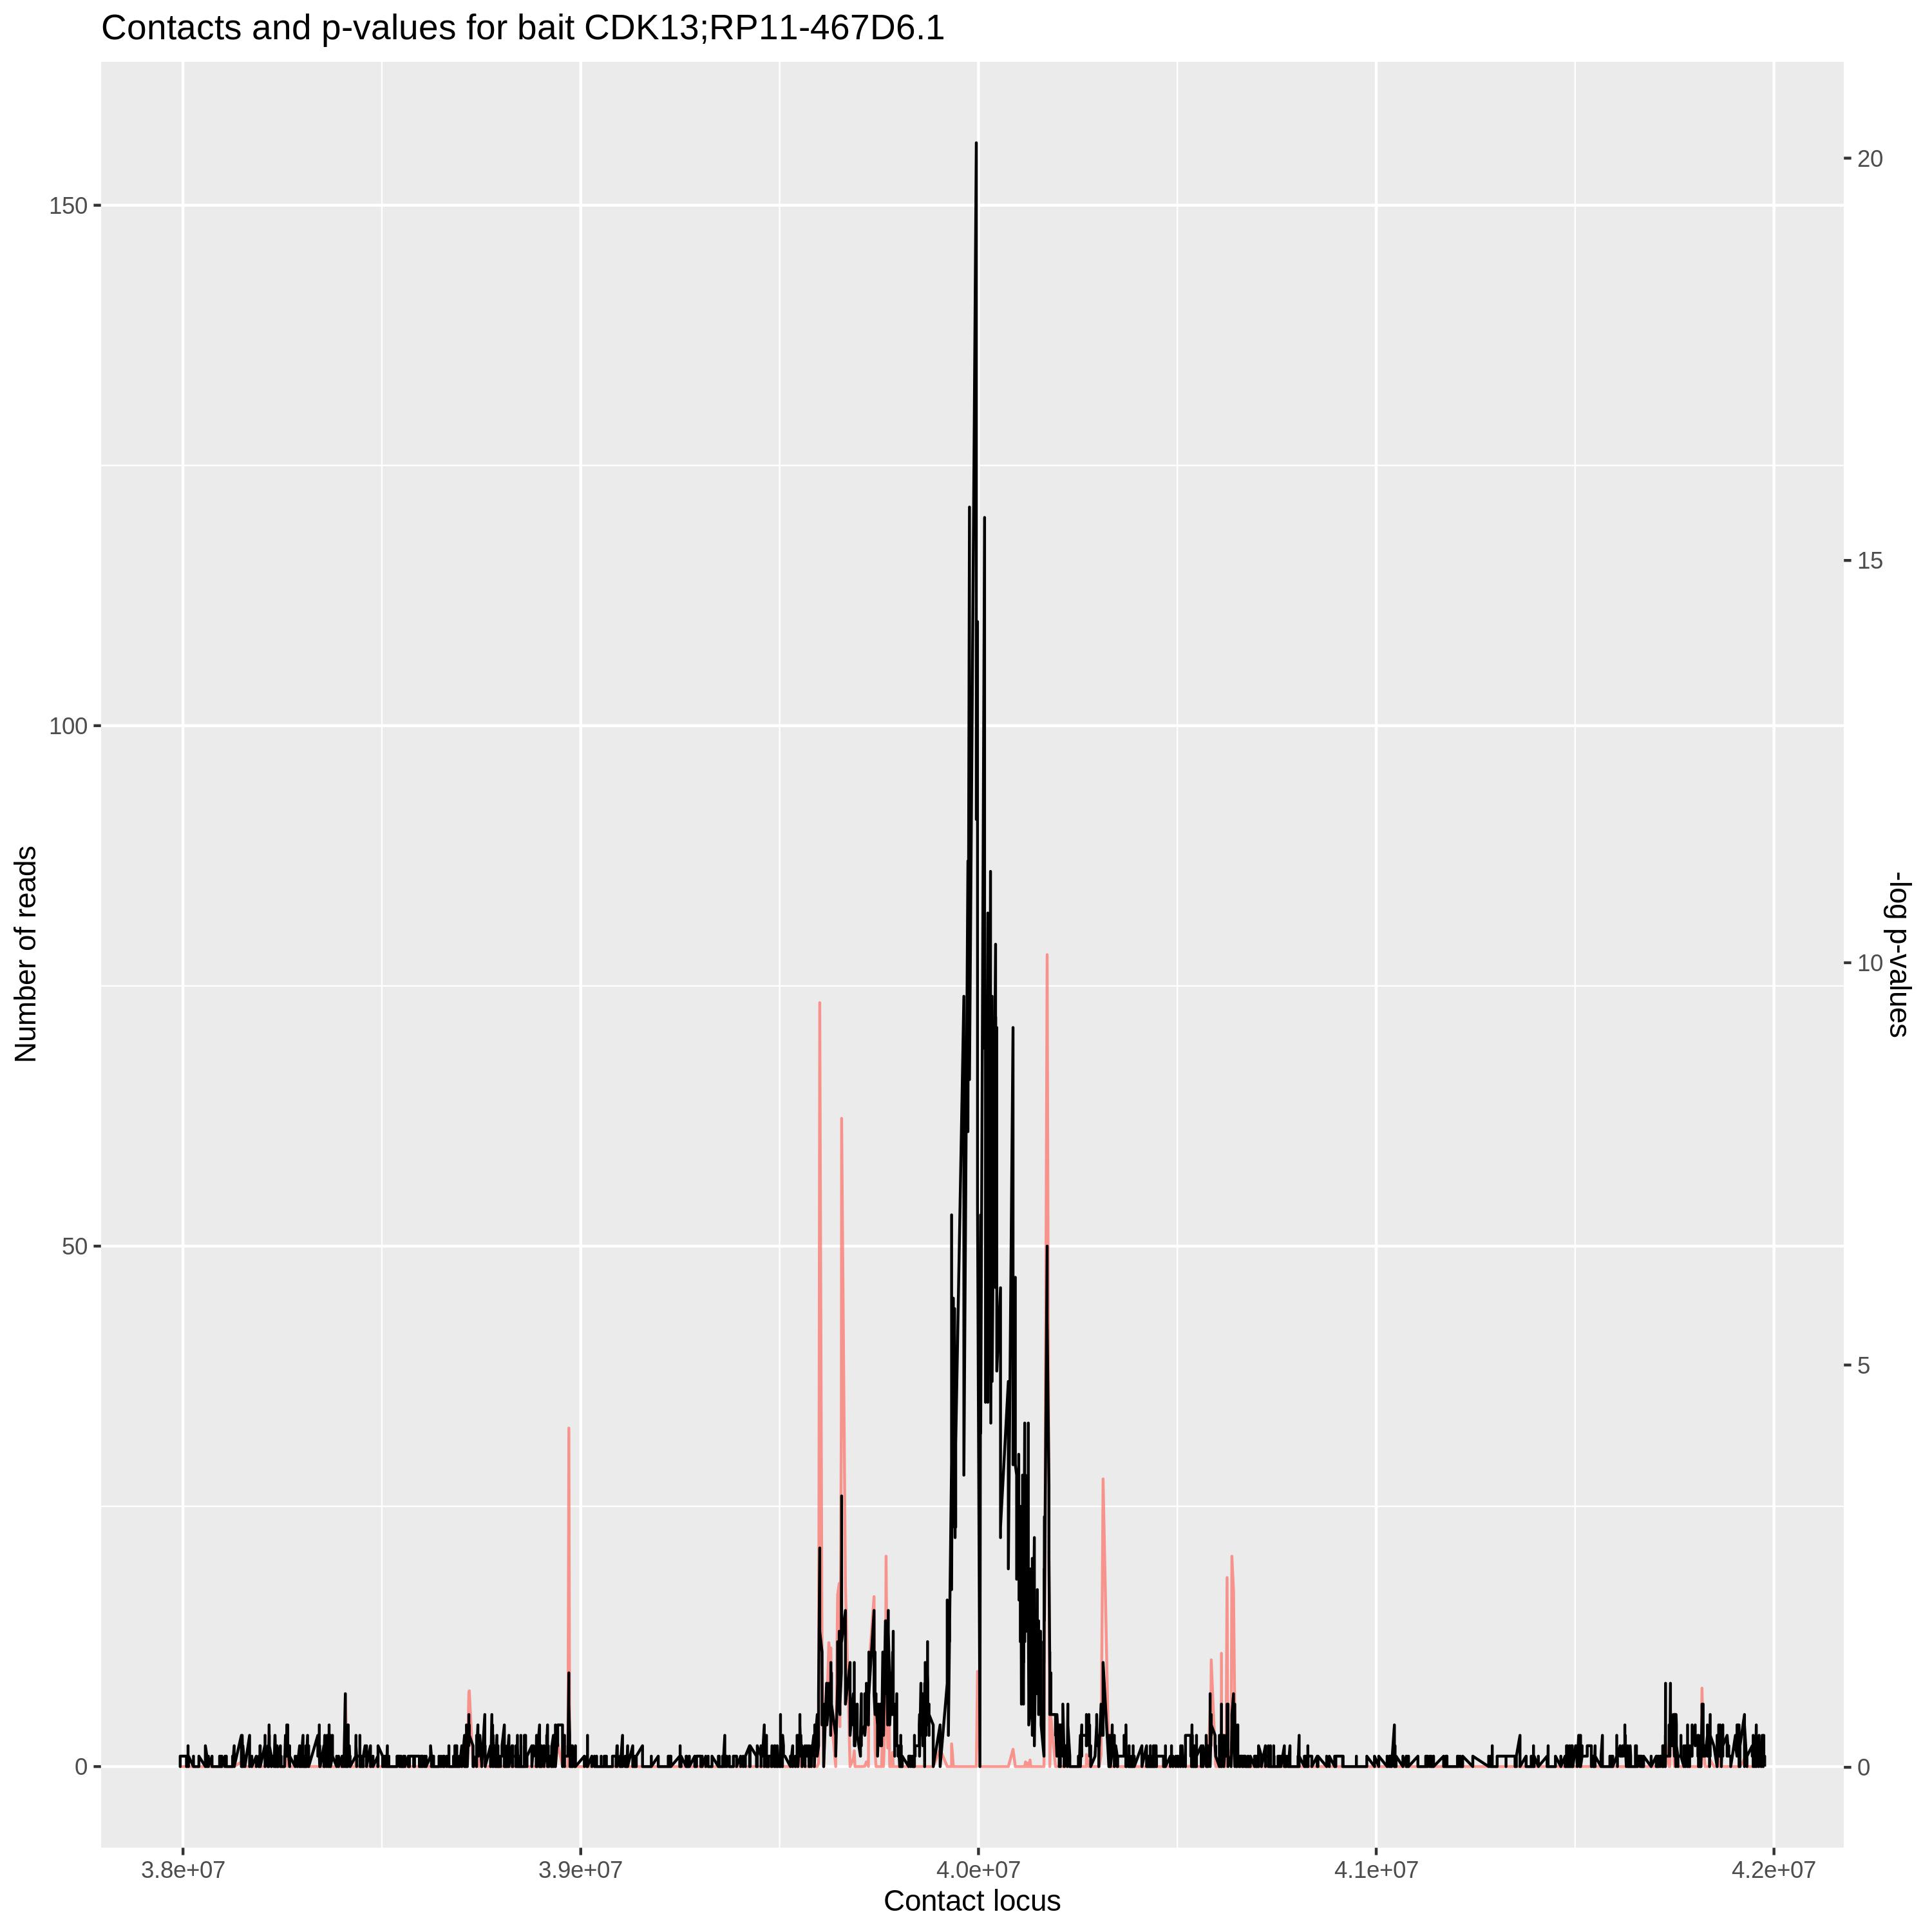 Contacts and p-values for bait CDK13;RP11-467D6.1
150
100
50
0
Number of reads
20
15
10
5
0
-log p-values
3.8e+07
3.9e+07
4.0e+07
4.1e+07
4.2e+07
Contact locus